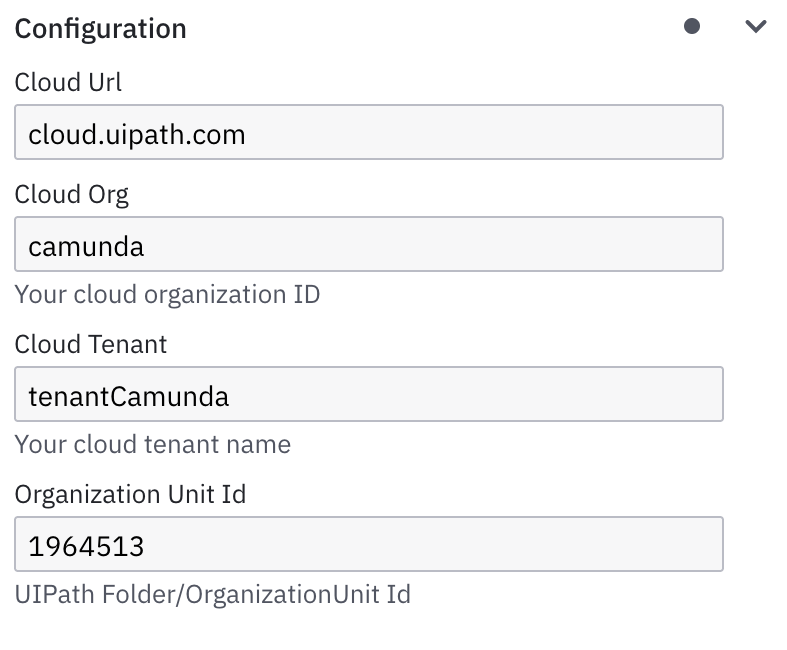 Configuration
Cloud Url
cloud.uipath.com
Cloud Org
camunda
Your cloud organization ID
Cloud Tenant
tenantCamunda
Your cloud tenant name
Organization Unit Id
1964513
UIPath Folder/OrganizationUnit Id